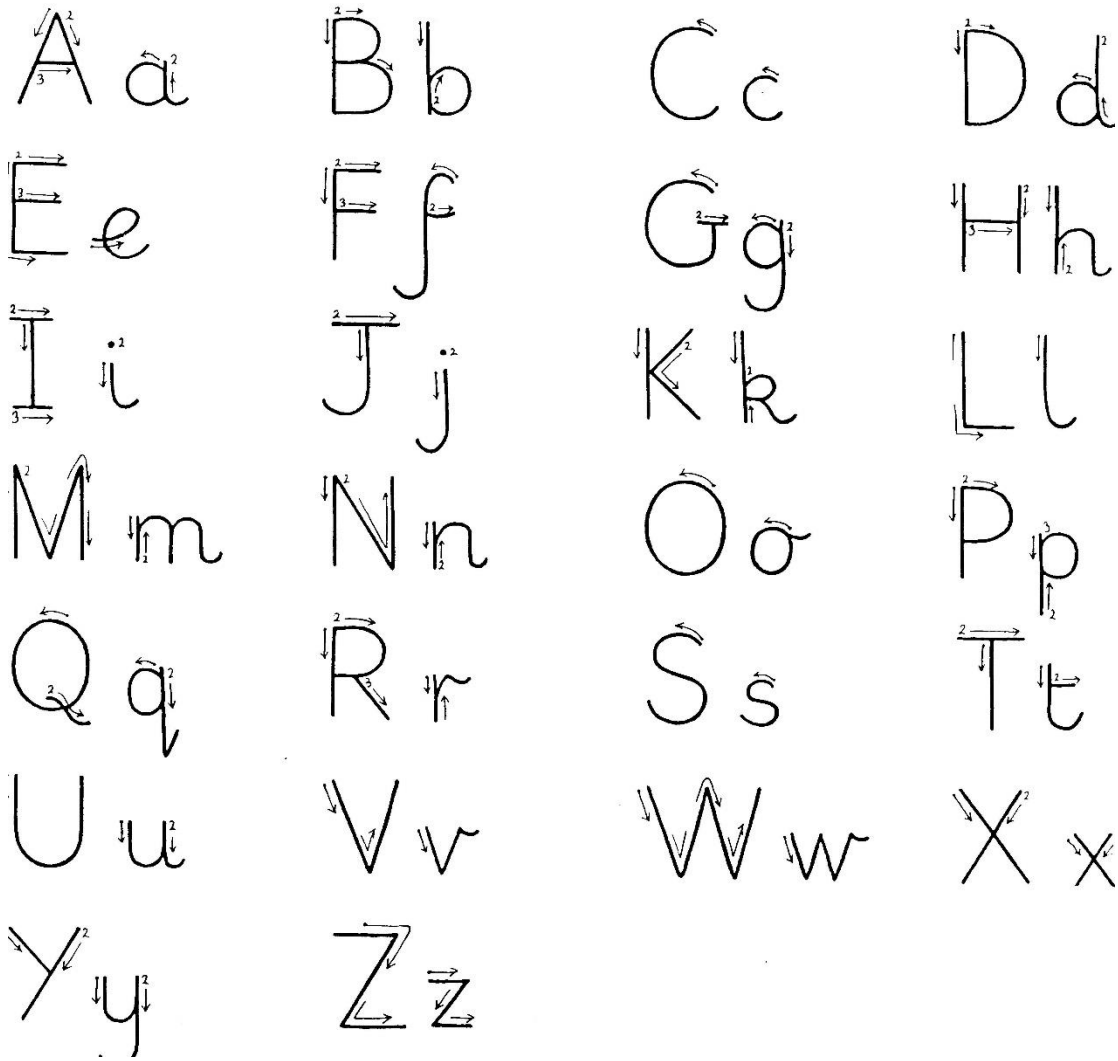 A a B b C c D d
E e F f G g H h
I i J j K k L l
M m N n O o P p
Q q R r S s T t
U u V v W w X x
Y y Z z